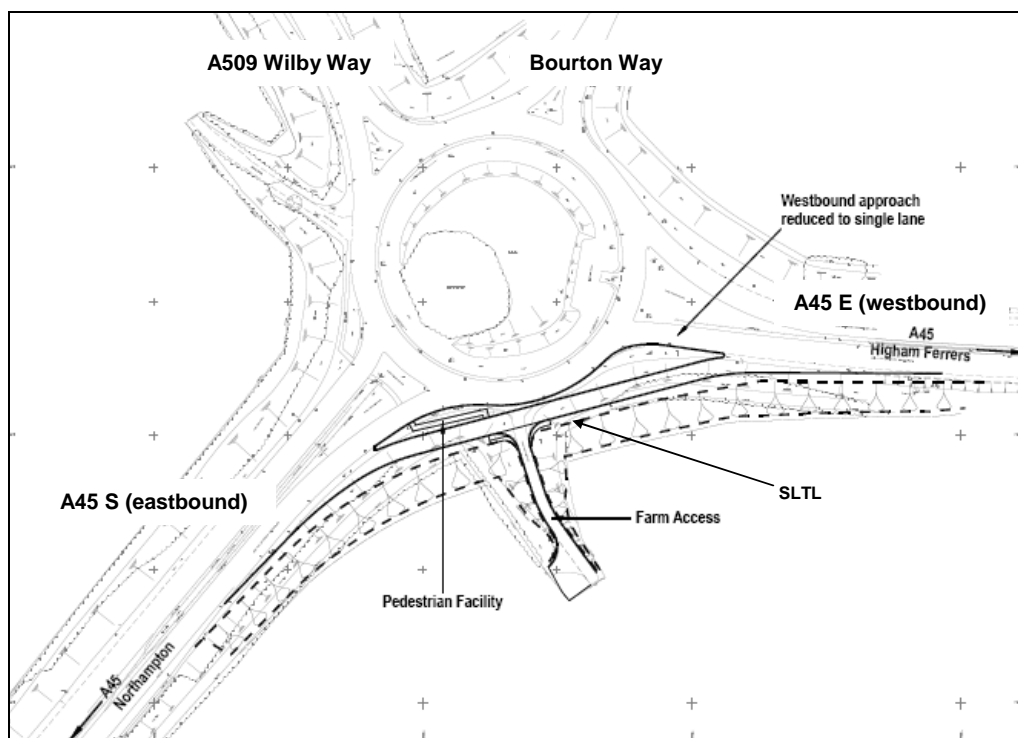 A509 Wilby Way
Bourton Way
Westbound approach
reduced to single lane
A45 E (westbound)
A45
Higham Ferrers
A45 S (eastbound)
SLTL
Farm Access
Pedestrian Facility
A45
Northampton